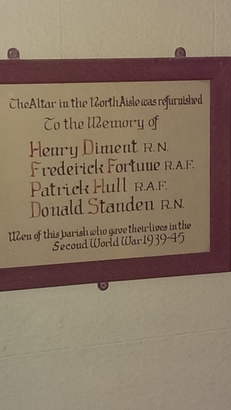 The Altar in the North Aisle was refurnished
To the Memory of
Henry Diment R.N.
Frederick Fortune R.A.F.
Patrick Hull R.A.F.
Donald Standen R.N.
Men of this parish who gave their lives in the
Second World War 1939-45